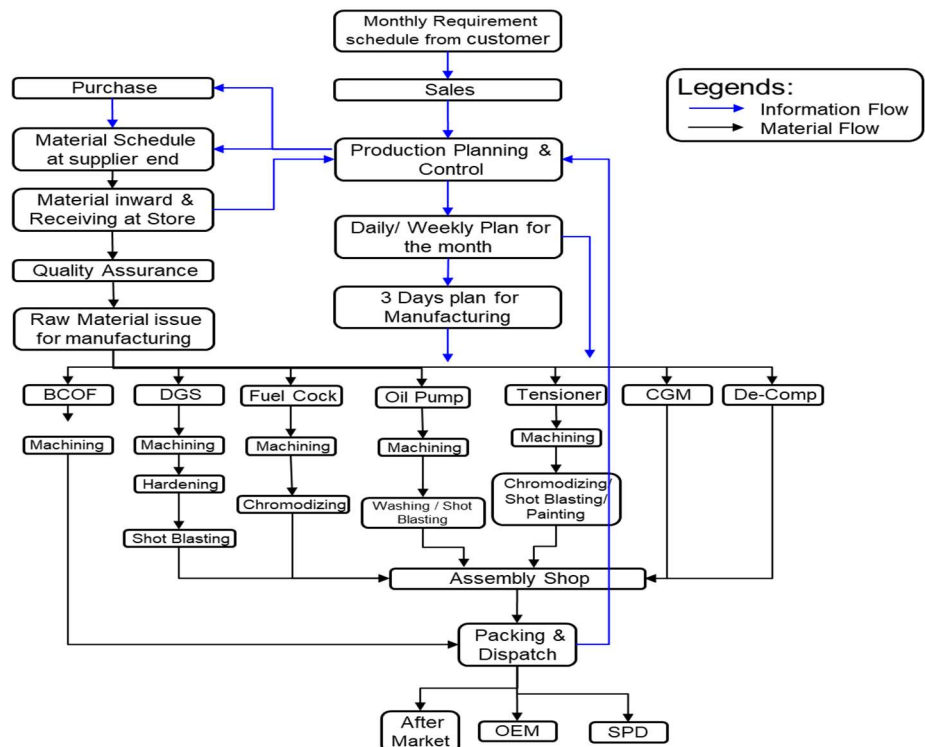 Monthly Requirement
schedule from customer
Legends:
Information Flow
Material Flow
Purchase
Sales
Material Schedule
at supplier end
Production Planning &
Control
Material inward &
Receiving at Store
Daily/ Weekly Plan for
the month
Quality Assurance
3 Days plan for
Manufacturing
Raw Material issue
for manufacturing
BCOF
DGS
Fuel Cock
Oil Pump
Tensioner
CGM
De-Comp
Machining
Machining
Machining
Machining
Machining
Hardening
Chromodizing
Washing / Shot
Blasting
Chromodizing/
Shot Blasting/
Painting
Shot Blasting
Assembly Shop
Packing &
Dispatch
After
Market
OEM
SPD